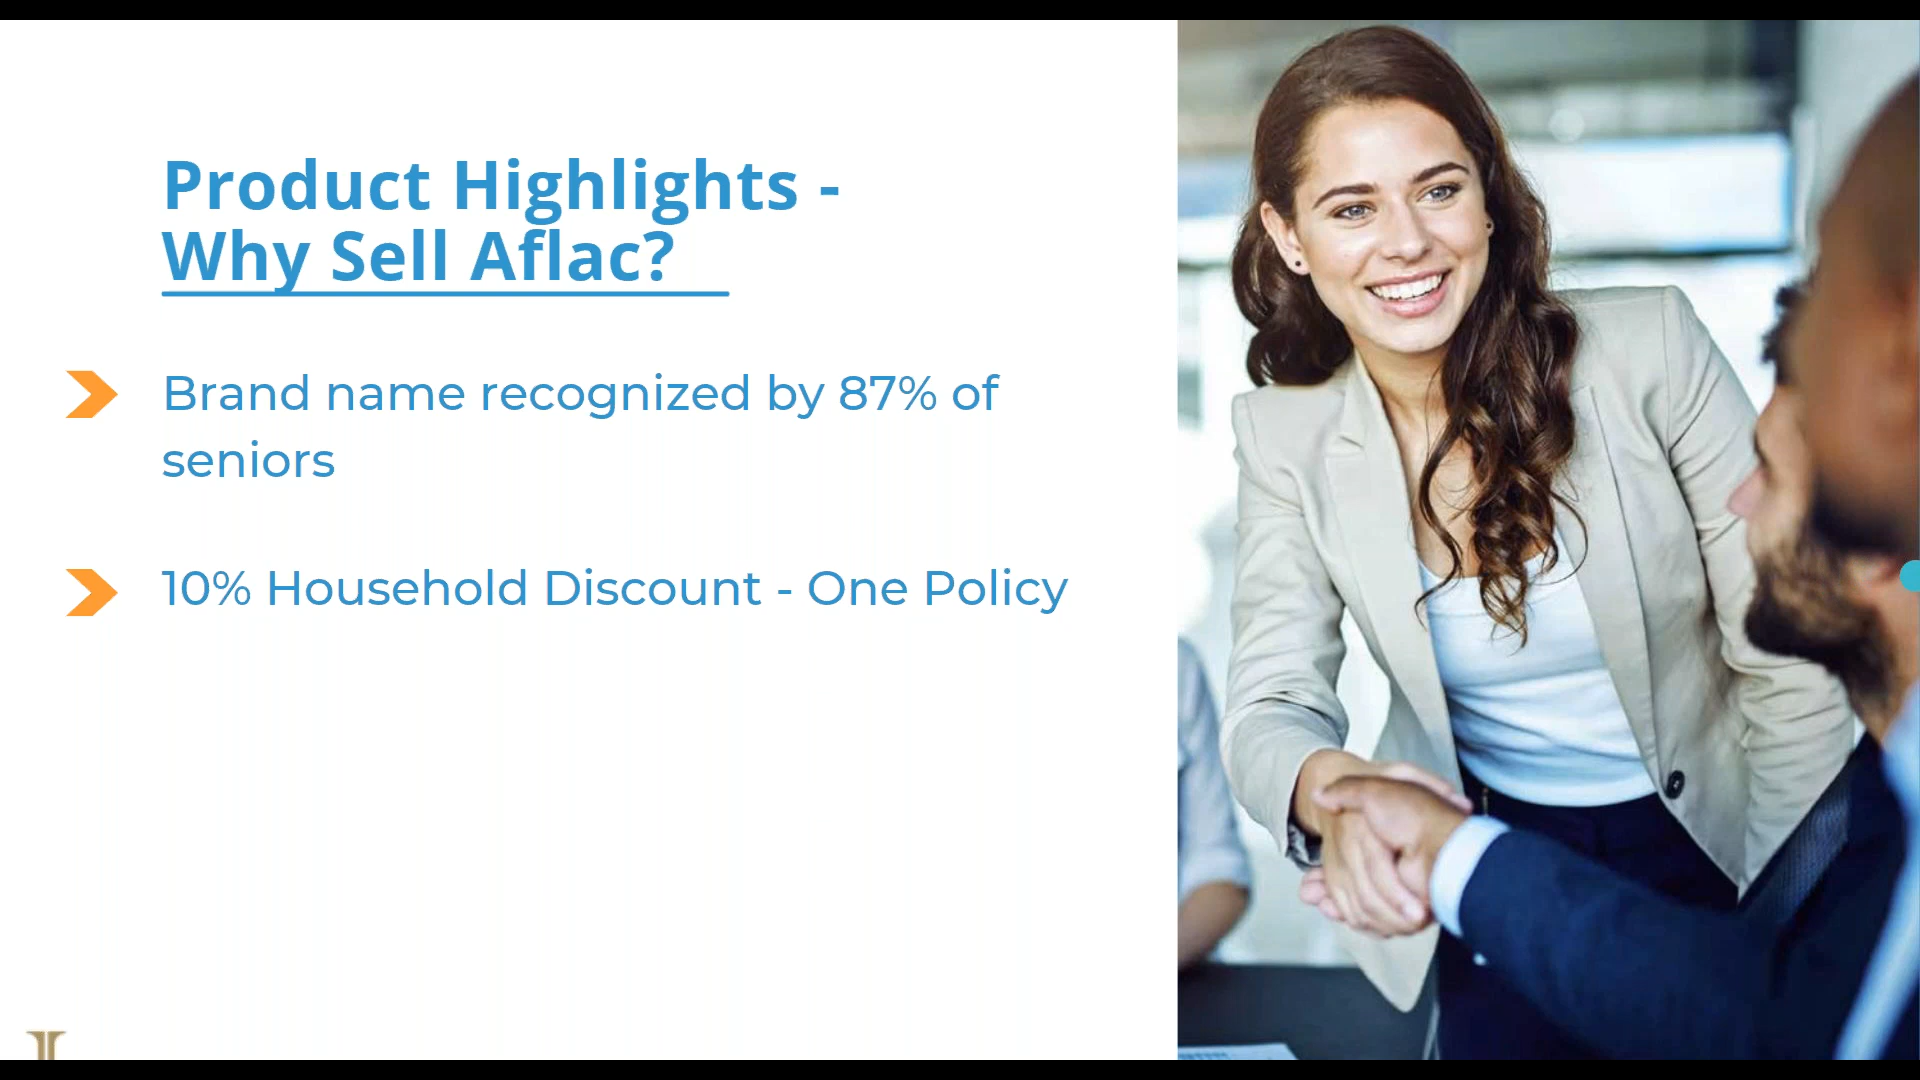 Product Highlights -
Why Sell Aflac?
Brand name recognized by 87% of
seniors
10% Household Discount - One Policy